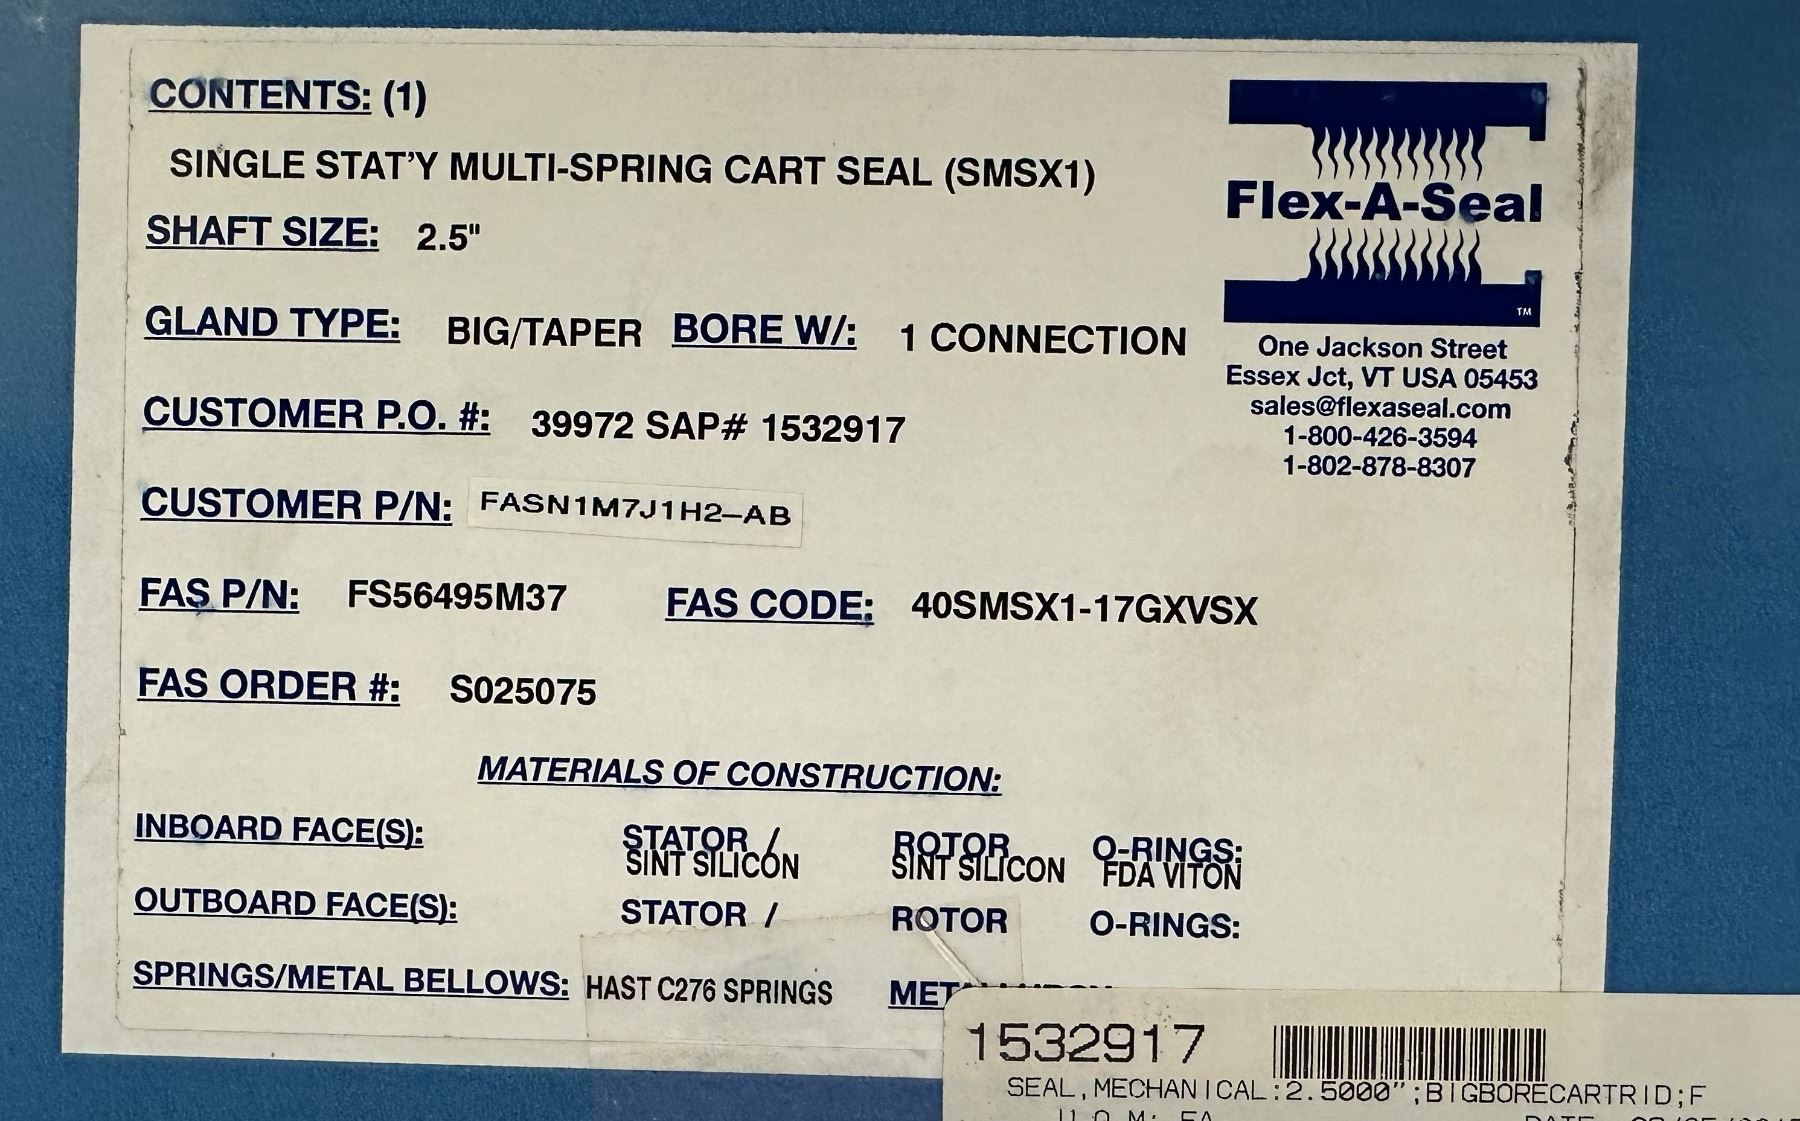 CONTENTS: (1)
SINGLE STAT'Y MULTI-SPRING CART SEAL (SMSX1)
SHAFT SIZE: 2.5"
GLAND TYPE: BIG/TAPER BORE W/: 1 CONNECTION
CUSTOMER P.O. #: 39972 SAP# 1532917
CUSTOMER P/N: FASN1M7J1H2-AB
FAS P/N: FS56495M37 FAS CODE: 40SMSX1-17GXVSX
FAS ORDER #: S025075
Flex-A-Seal
TM
One Jackson Street
Essex Jct, VT USA 05453
sales@flexaseal.com
1-800-426-3594
1-802-878-8307
MATERIALS OF CONSTRUCTION:
INBOARD FACE(S): STATOR / ROTOR O-RINGS:
SINT SILICON SINT SILICON FDA VITON
OUTBOARD FACE(S): STATOR / ROTOR O-RINGS:
SPRINGS/METAL BELLOWS: HAST C276 SPRINGS
1532917
SEAL,MECHANICAL:2.5000";BIGBORECARTRID;F